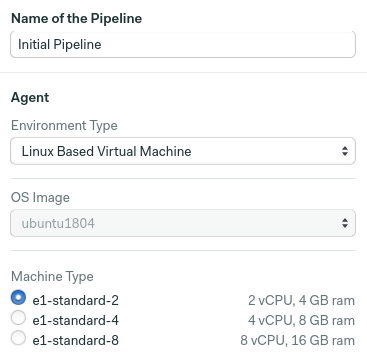 Name of the Pipeline
Initial Pipeline
Agent
Environment Type
Linux Based Virtual Machine
OS Image
ubuntu1804
Machine Type
e1-standard-2 2 vCPU, 4 GB ram
e1-standard-4 4 vCPU, 8 GB ram
e1-standard-8 8 vCPU, 16 GB ram